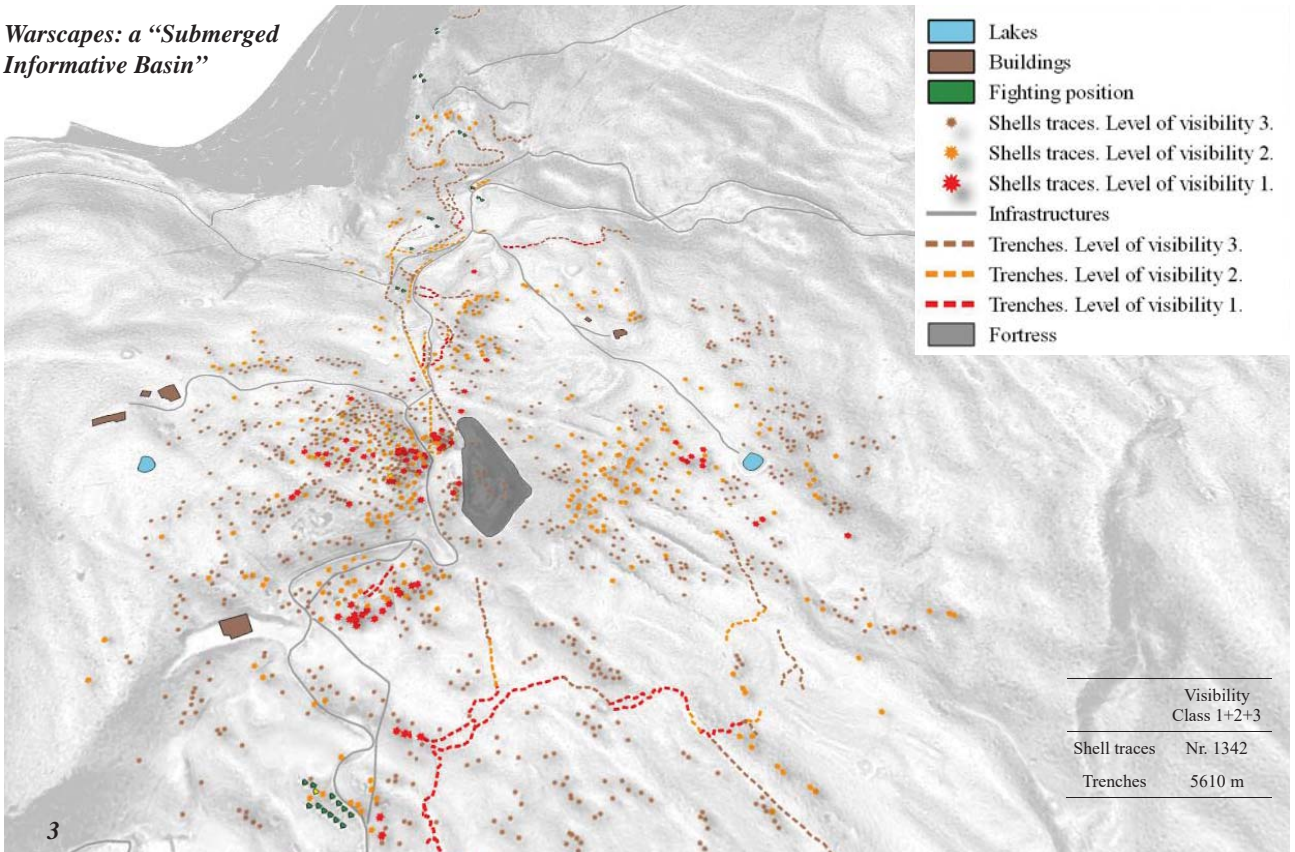 Warscapes: a “Submerged
Informative Basin”
Lakes
Buildings
Fighting position
Shells traces. Level of visibility 3.
Shells traces. Level of visibility 2.
Shells traces. Level of visibility 1.
Infrastructures
Trenches. Level of visibility 3.
Trenches. Level of visibility 2.
Trenches. Level of visibility 1.
Fortress
Visibility
Class 1+2+3
Shell traces Nr. 1342
Trenches 5610 m
3